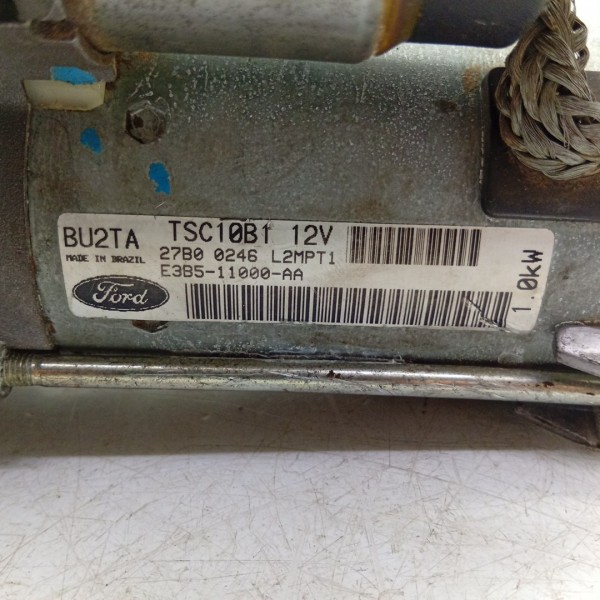 BU2TA TSC10B1 12V
MADE IN BRAZIL 27B0 0246 L2MPT1
Ford E3B5-11000-AA
1.0kW